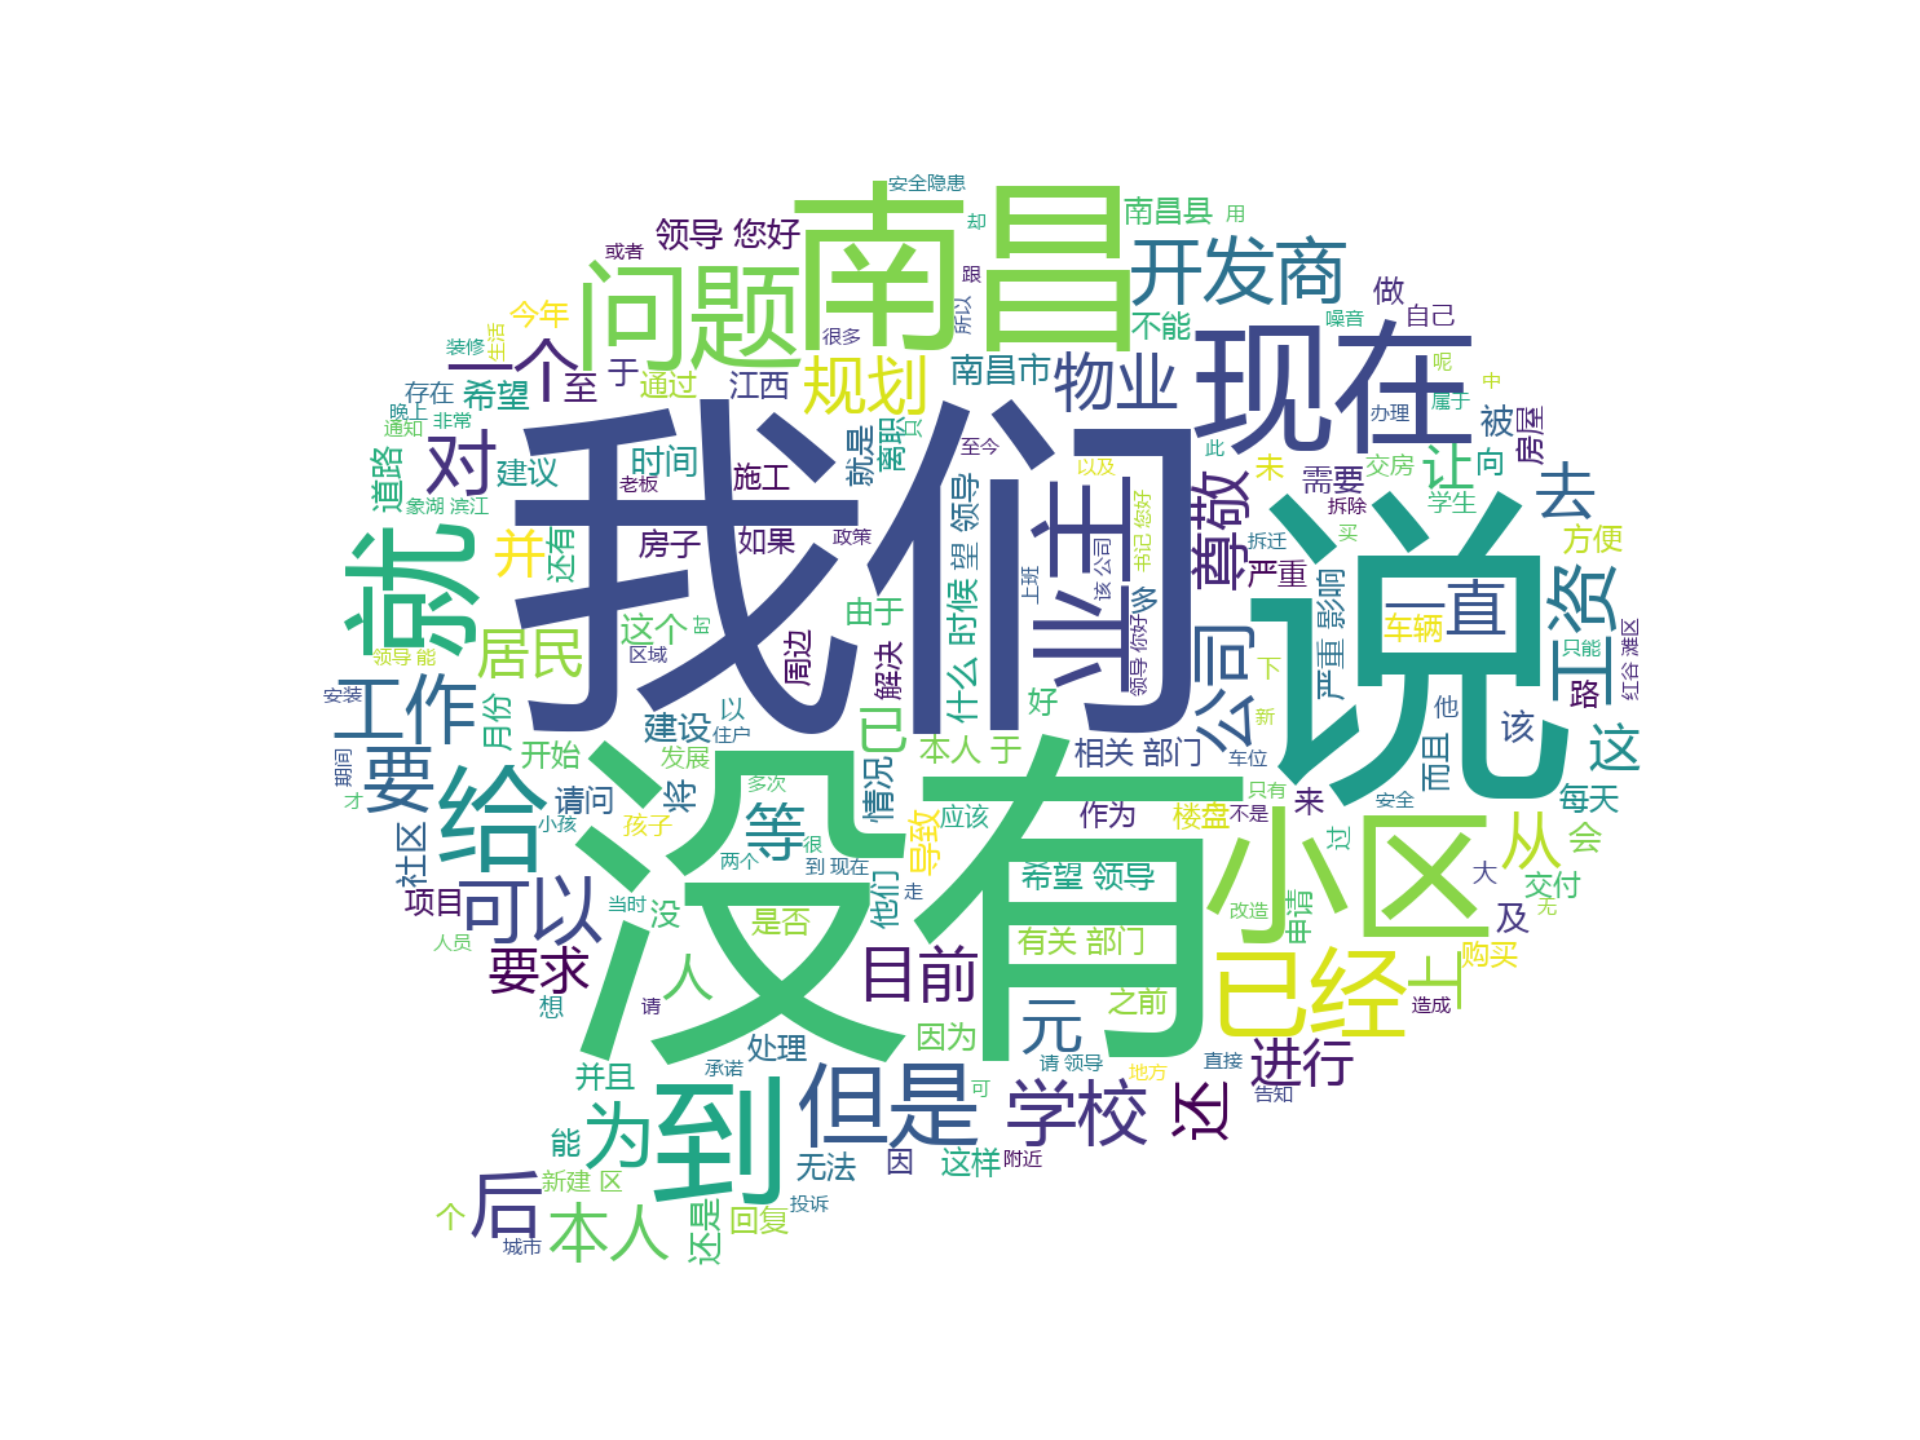 安全隐患
南昌
南昌县
用
却
领导 您好
或者
问题
开发商
跟
做
今年
所以
不能
噪音
自己
生活
很多
现在
装修
一个
至
于
通过
江西
规划
南昌市
物业
呢
中
存在
希望
晚上
非常
办理
属于
通知
对
就是
离职
只
至今
此
被
房屋
道路
建议
时间
老板
施工
我们
以及
未
需要
交房
让
向
去
象湖 滨江
尊敬
拆除
学生
书记 您好
望 领导
业主
说
就
并
还有
房子
如果
政策
拆迁
买
方便
严重
该 公司
上班
工资
居民
这个
时
由于
什么 时候
多
严重 影响
车辆
一直
领导 能
区域
周边
解决
领导 你好
公司
下
只能
红谷 滩区
安装
工作
月份
建设
以
住户
已
好
新
他
该
路
这
开始
发展
本人 于
相关 部门
车位
而且
期间
要
给
请问
将
多次
情况
没有
只有
安全
每天
才
小孩
孩子
等
很
导致
应该
作为
楼盘
不是
来
过
小区
从
会
社区
两个
到 现在
希望 领导
大
交付
项目
可以
当时
没
是否
他们
走
改造
申请
及
无
人员
有关 部门
要求
人
目前
已经
上
购买
想
请
元
之前
造成
因为
处理
承诺
请 领导
地方
直接
进行
并且
到
但是
可
学校
还
告知
能
为
无法
因
这样
附近
后
新建 区
个
本人
还是
回复
投诉
城市